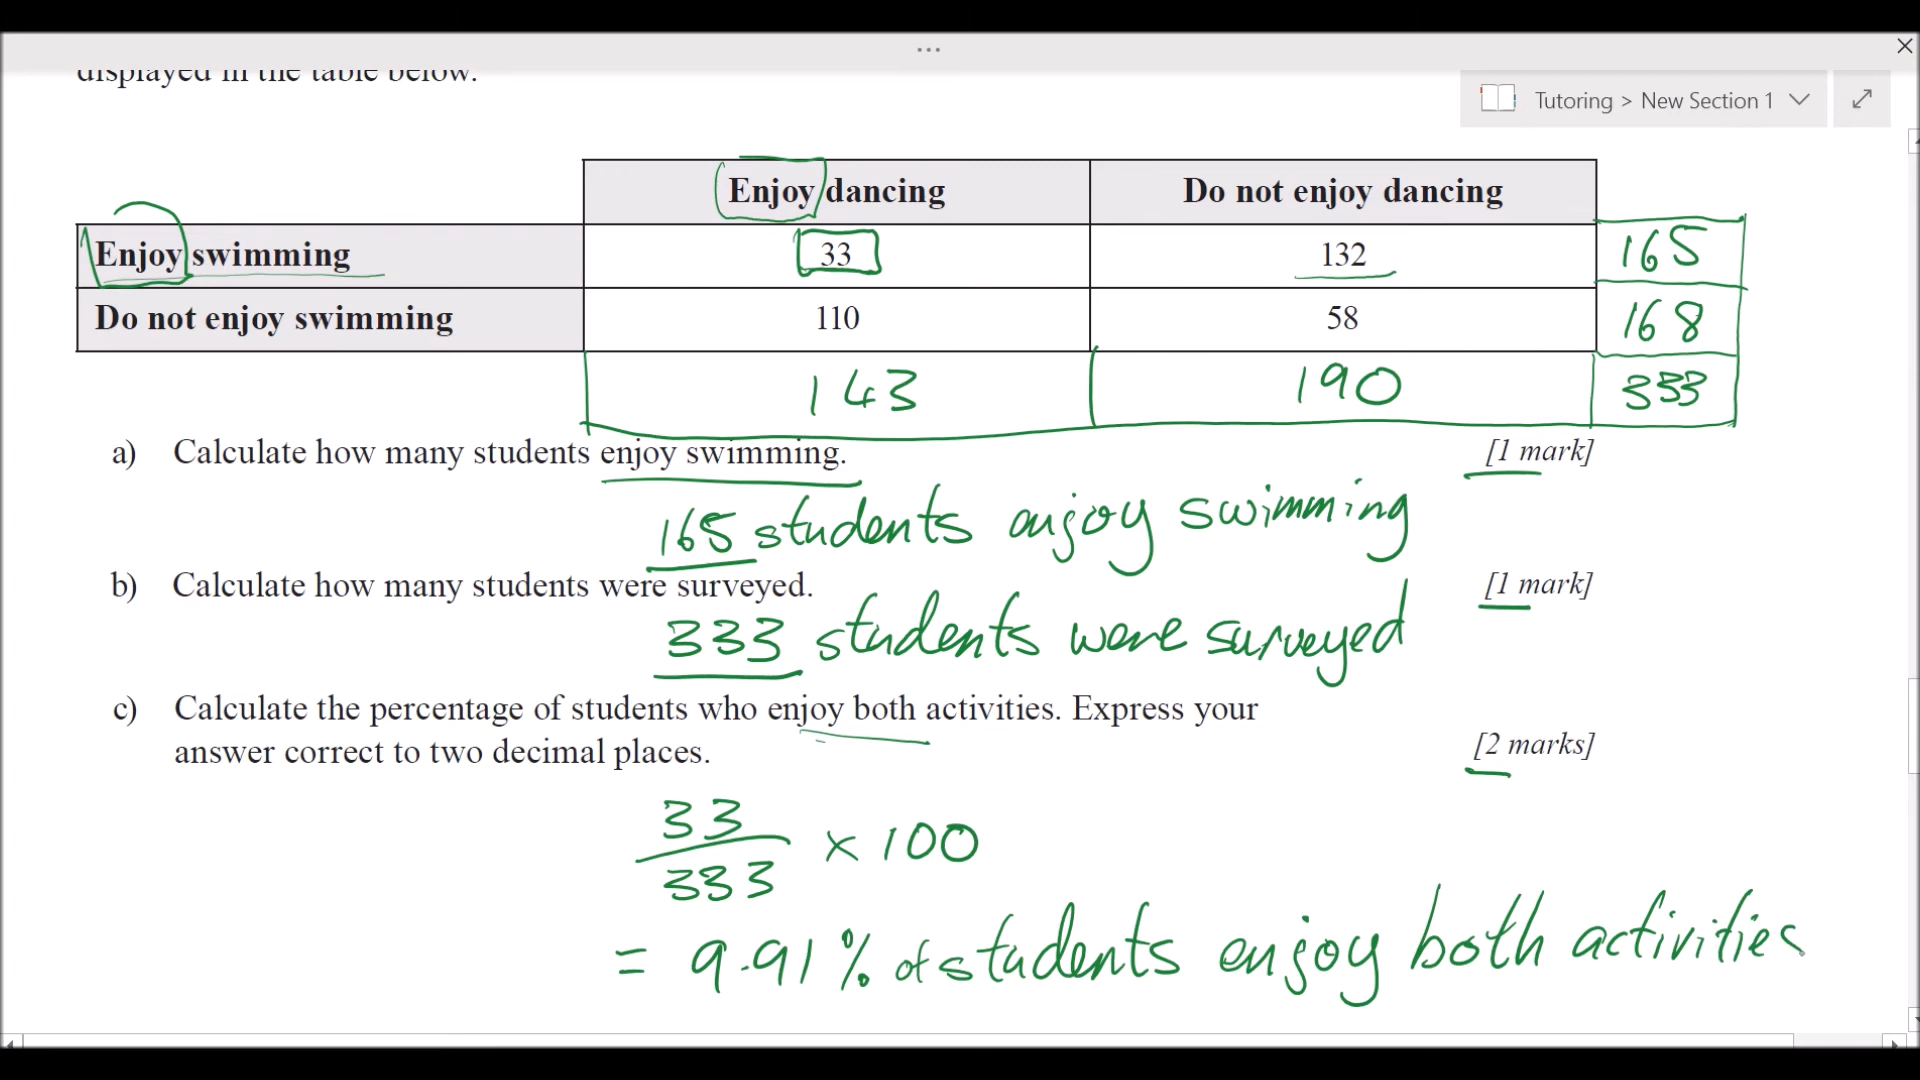 displayed in the table below.
Tutoring > New Section 1
Enjoy dancing Do not enjoy dancing
Enjoy swimming 33 132 165
Do not enjoy swimming 110 58 168
143 190 333
a) Calculate how many students enjoy swimming. [1 mark]
165 students enjoy swimming
b) Calculate how many students were surveyed. [1 mark]
333 students were surveyed
c) Calculate the percentage of students who enjoy both activities. Express your
answer correct to two decimal places. [2 marks]
33
333
× 100
= 9.91% of students enjoy both activities